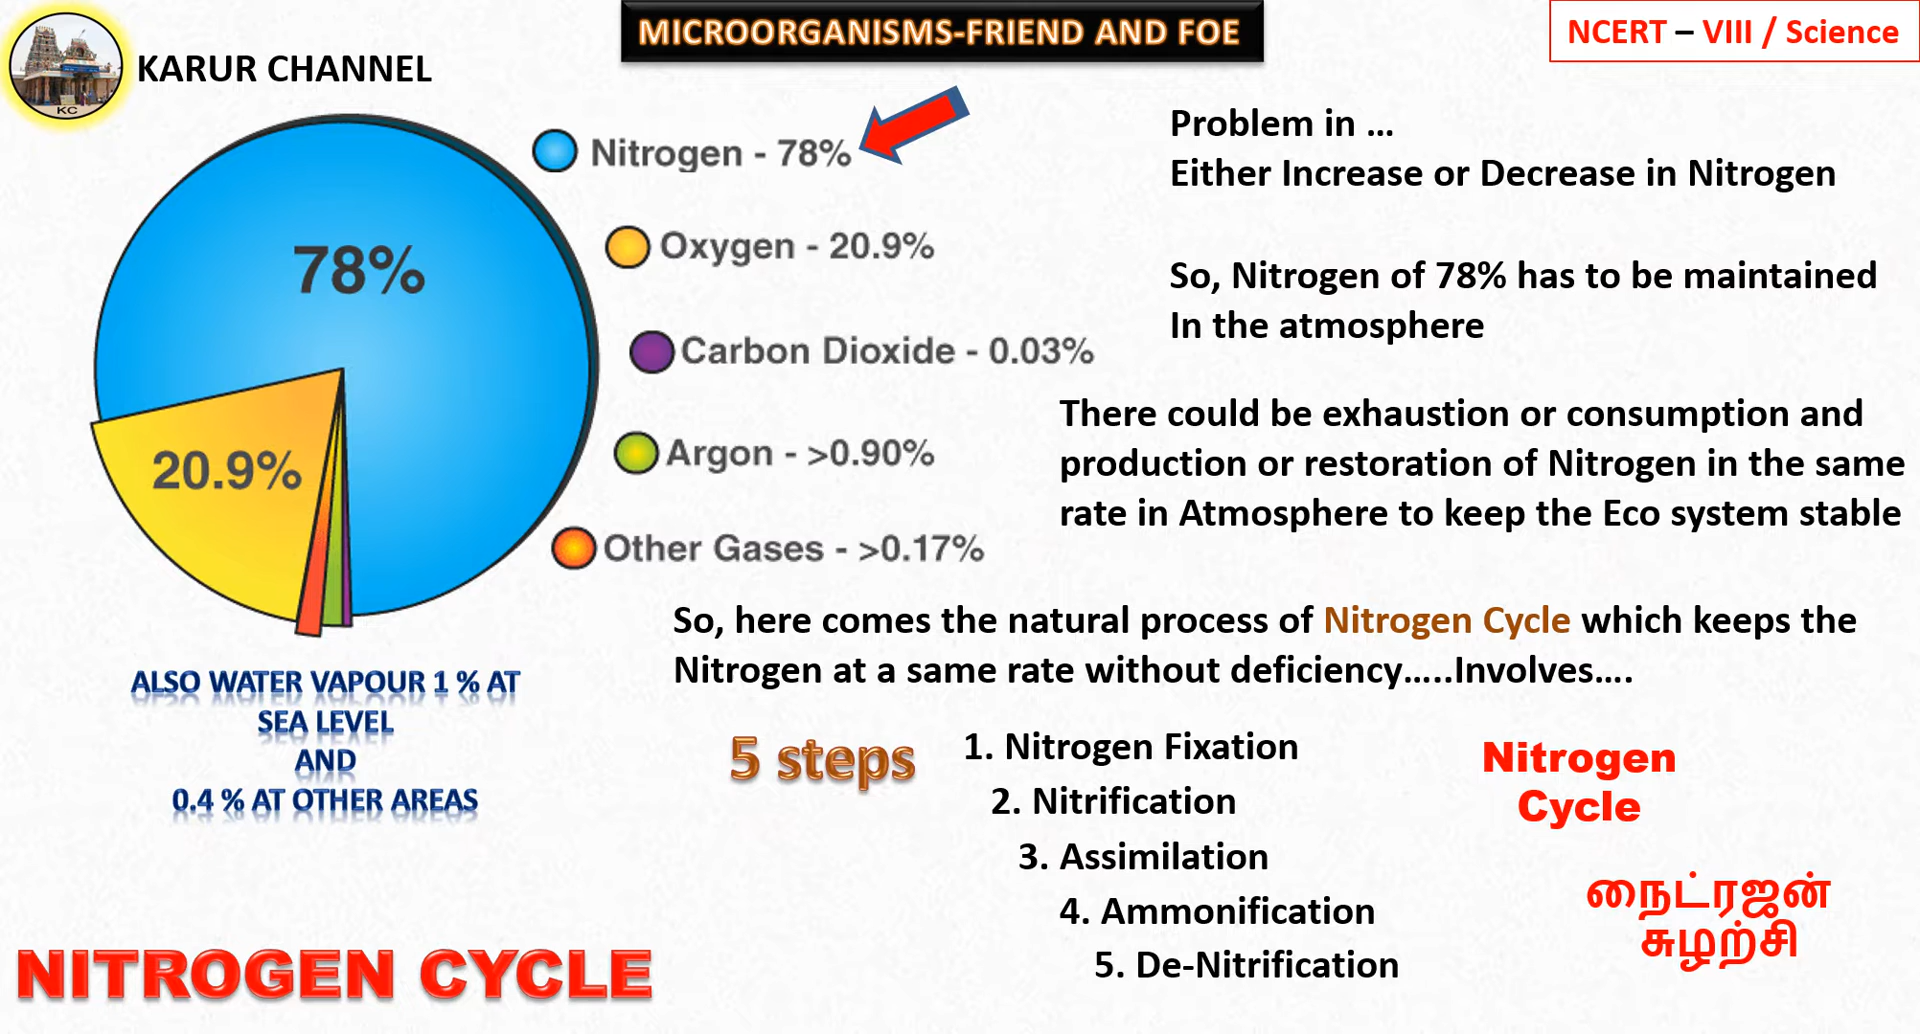 MICROORGANISMS-FRIEND AND FOE
NCERT – VIII / Science
KC
KARUR CHANNEL
Nitrogen - 78%
Oxygen - 20.9%
Carbon Dioxide - 0.03%
Argon - >0.90%
Other Gases - >0.17%
78%
20.9%
ALSO WATER VAPOUR 1 % AT
SEA LEVEL
AND
0.4 % AT OTHER AREAS
Problem in ...
Either Increase or Decrease in Nitrogen
So, Nitrogen of 78% has to be maintained
In the atmosphere
There could be exhaustion or consumption and
production or restoration of Nitrogen in the same
rate in Atmosphere to keep the Eco system stable
So, here comes the natural process of Nitrogen Cycle which keeps the
Nitrogen at a same rate without deficiency.....Involves....
5 steps
1. Nitrogen Fixation
2. Nitrification
3. Assimilation
4. Ammonification
5. De-Nitrification
Nitrogen
Cycle
நைட்ரஜன்
சுழற்சி
NITROGEN CYCLE